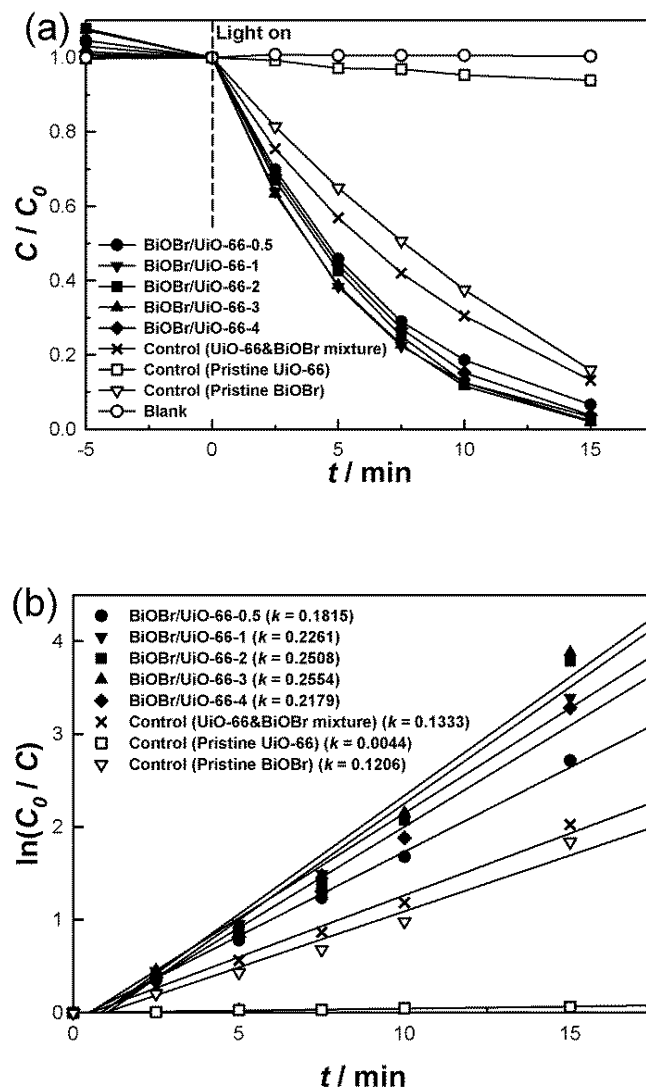 (a)
Light on
1.0
0.8
0.6
0.4
0.2
0.0
C / C0
BiOBr/UiO-66-0.5
BiOBr/UiO-66-1
BiOBr/UiO-66-2
BiOBr/UiO-66-3
BiOBr/UiO-66-4
Control (UiO-66&BiOBr mixture)
Control (Pristine UiO-66)
Control (Pristine BiOBr)
Blank
-5 0 5 10 15
t / min
(b)
4
3
2
1
0
ln(C0 / C)
BiOBr/UiO-66-0.5 (k = 0.1815)
BiOBr/UiO-66-1 (k = 0.2261)
BiOBr/UiO-66-2 (k = 0.2508)
BiOBr/UiO-66-3 (k = 0.2554)
BiOBr/UiO-66-4 (k = 0.2179)
Control (UiO-66&BiOBr mixture) (k = 0.1333)
Control (Pristine UiO-66) (k = 0.0044)
Control (Pristine BiOBr) (k = 0.1206)
0 5 10 15
t / min